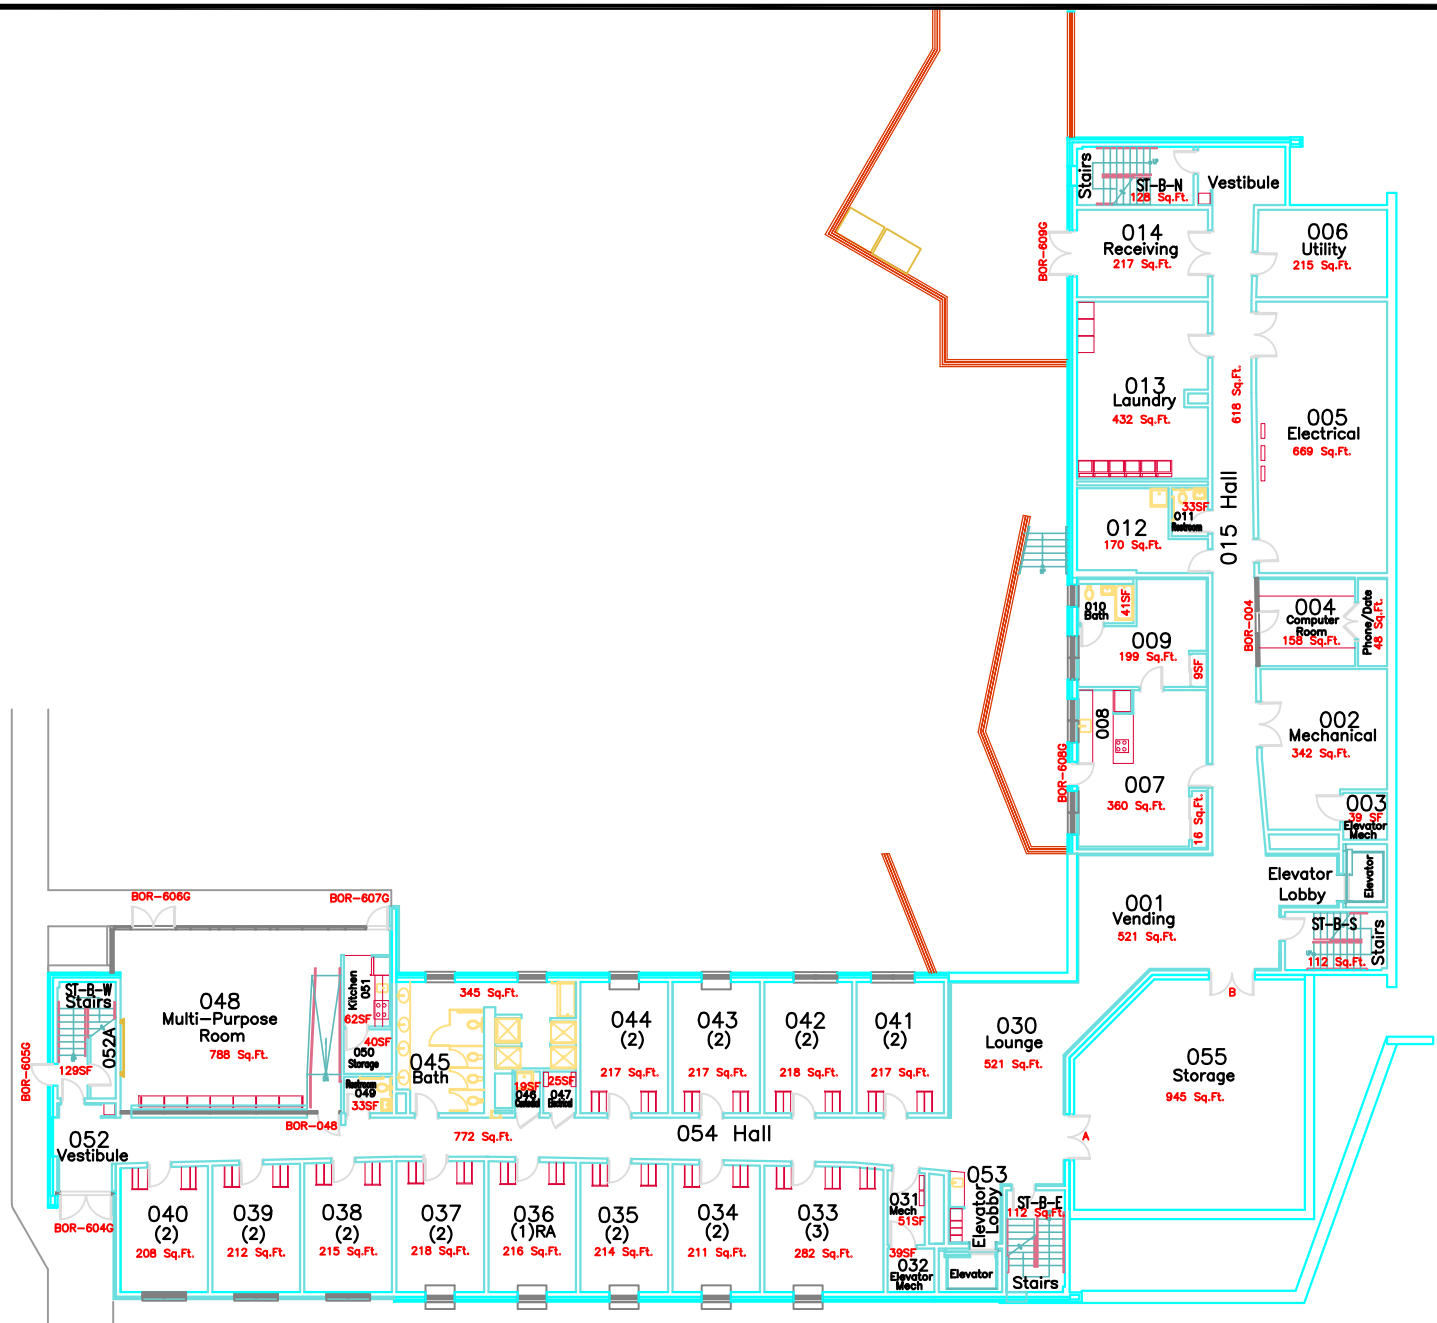 Stairs
ST-B-N
128 Sq.Ft.
Vestibule
BOR-609G
014
Receiving
217 Sq.Ft.
006
Utility
215 Sq.Ft.
013
Laundry
432 Sq.Ft.
618 Sq.Ft.
005
Electrical
669 Sq.Ft.
015 Hall
33SF
011
Restroom
012
170 Sq.Ft.
010
Bath
41SF
009
199 Sq.Ft.
9SF
BOR-004
004
Computer
Room
158 Sq.Ft.
Phone/Date
48 Sq.Ft.
008
002
Mechanical
342 Sq.Ft.
BOR-608G
007
360 Sq.Ft.
16 Sq.Ft.
003
39 SF
Elevator
Mech
Elevator
Lobby
Elevator
001
Vending
521 Sq.Ft.
ST-B-S
112 Sq.Ft.
Stairs
BOR-606G
BOR-607G
ST-B-W
Stairs
052A
129SF
BOR-605G
048
Multi-Purpose
Room
788 Sq.Ft.
Kitchen
051
62SF
40SF
050
Storage
Restroom
049
33SF
BOR-048
345 Sq.Ft.
045
Bath
19SF
046
Custodial
25SF
047
Electrical
044
(2)
217 Sq.Ft.
043
(2)
217 Sq.Ft.
042
(2)
218 Sq.Ft.
041
(2)
217 Sq.Ft.
030
Lounge
521 Sq.Ft.
B
A
055
Storage
945 Sq.Ft.
052
Vestibule
772 Sq.Ft.
054 Hall
BOR-604G
040
(2)
208 Sq.Ft.
039
(2)
212 Sq.Ft.
038
(2)
215 Sq.Ft.
037
(2)
218 Sq.Ft.
036
(1)RA
216 Sq.Ft.
035
(2)
214 Sq.Ft.
034
(2)
211 Sq.Ft.
033
(3)
282 Sq.Ft.
031
Mech
51SF
39SF
032
Elevator
Mech
053
Elevator
Lobby
Elevator
ST-B-E
112 Sq.Ft.
Stairs